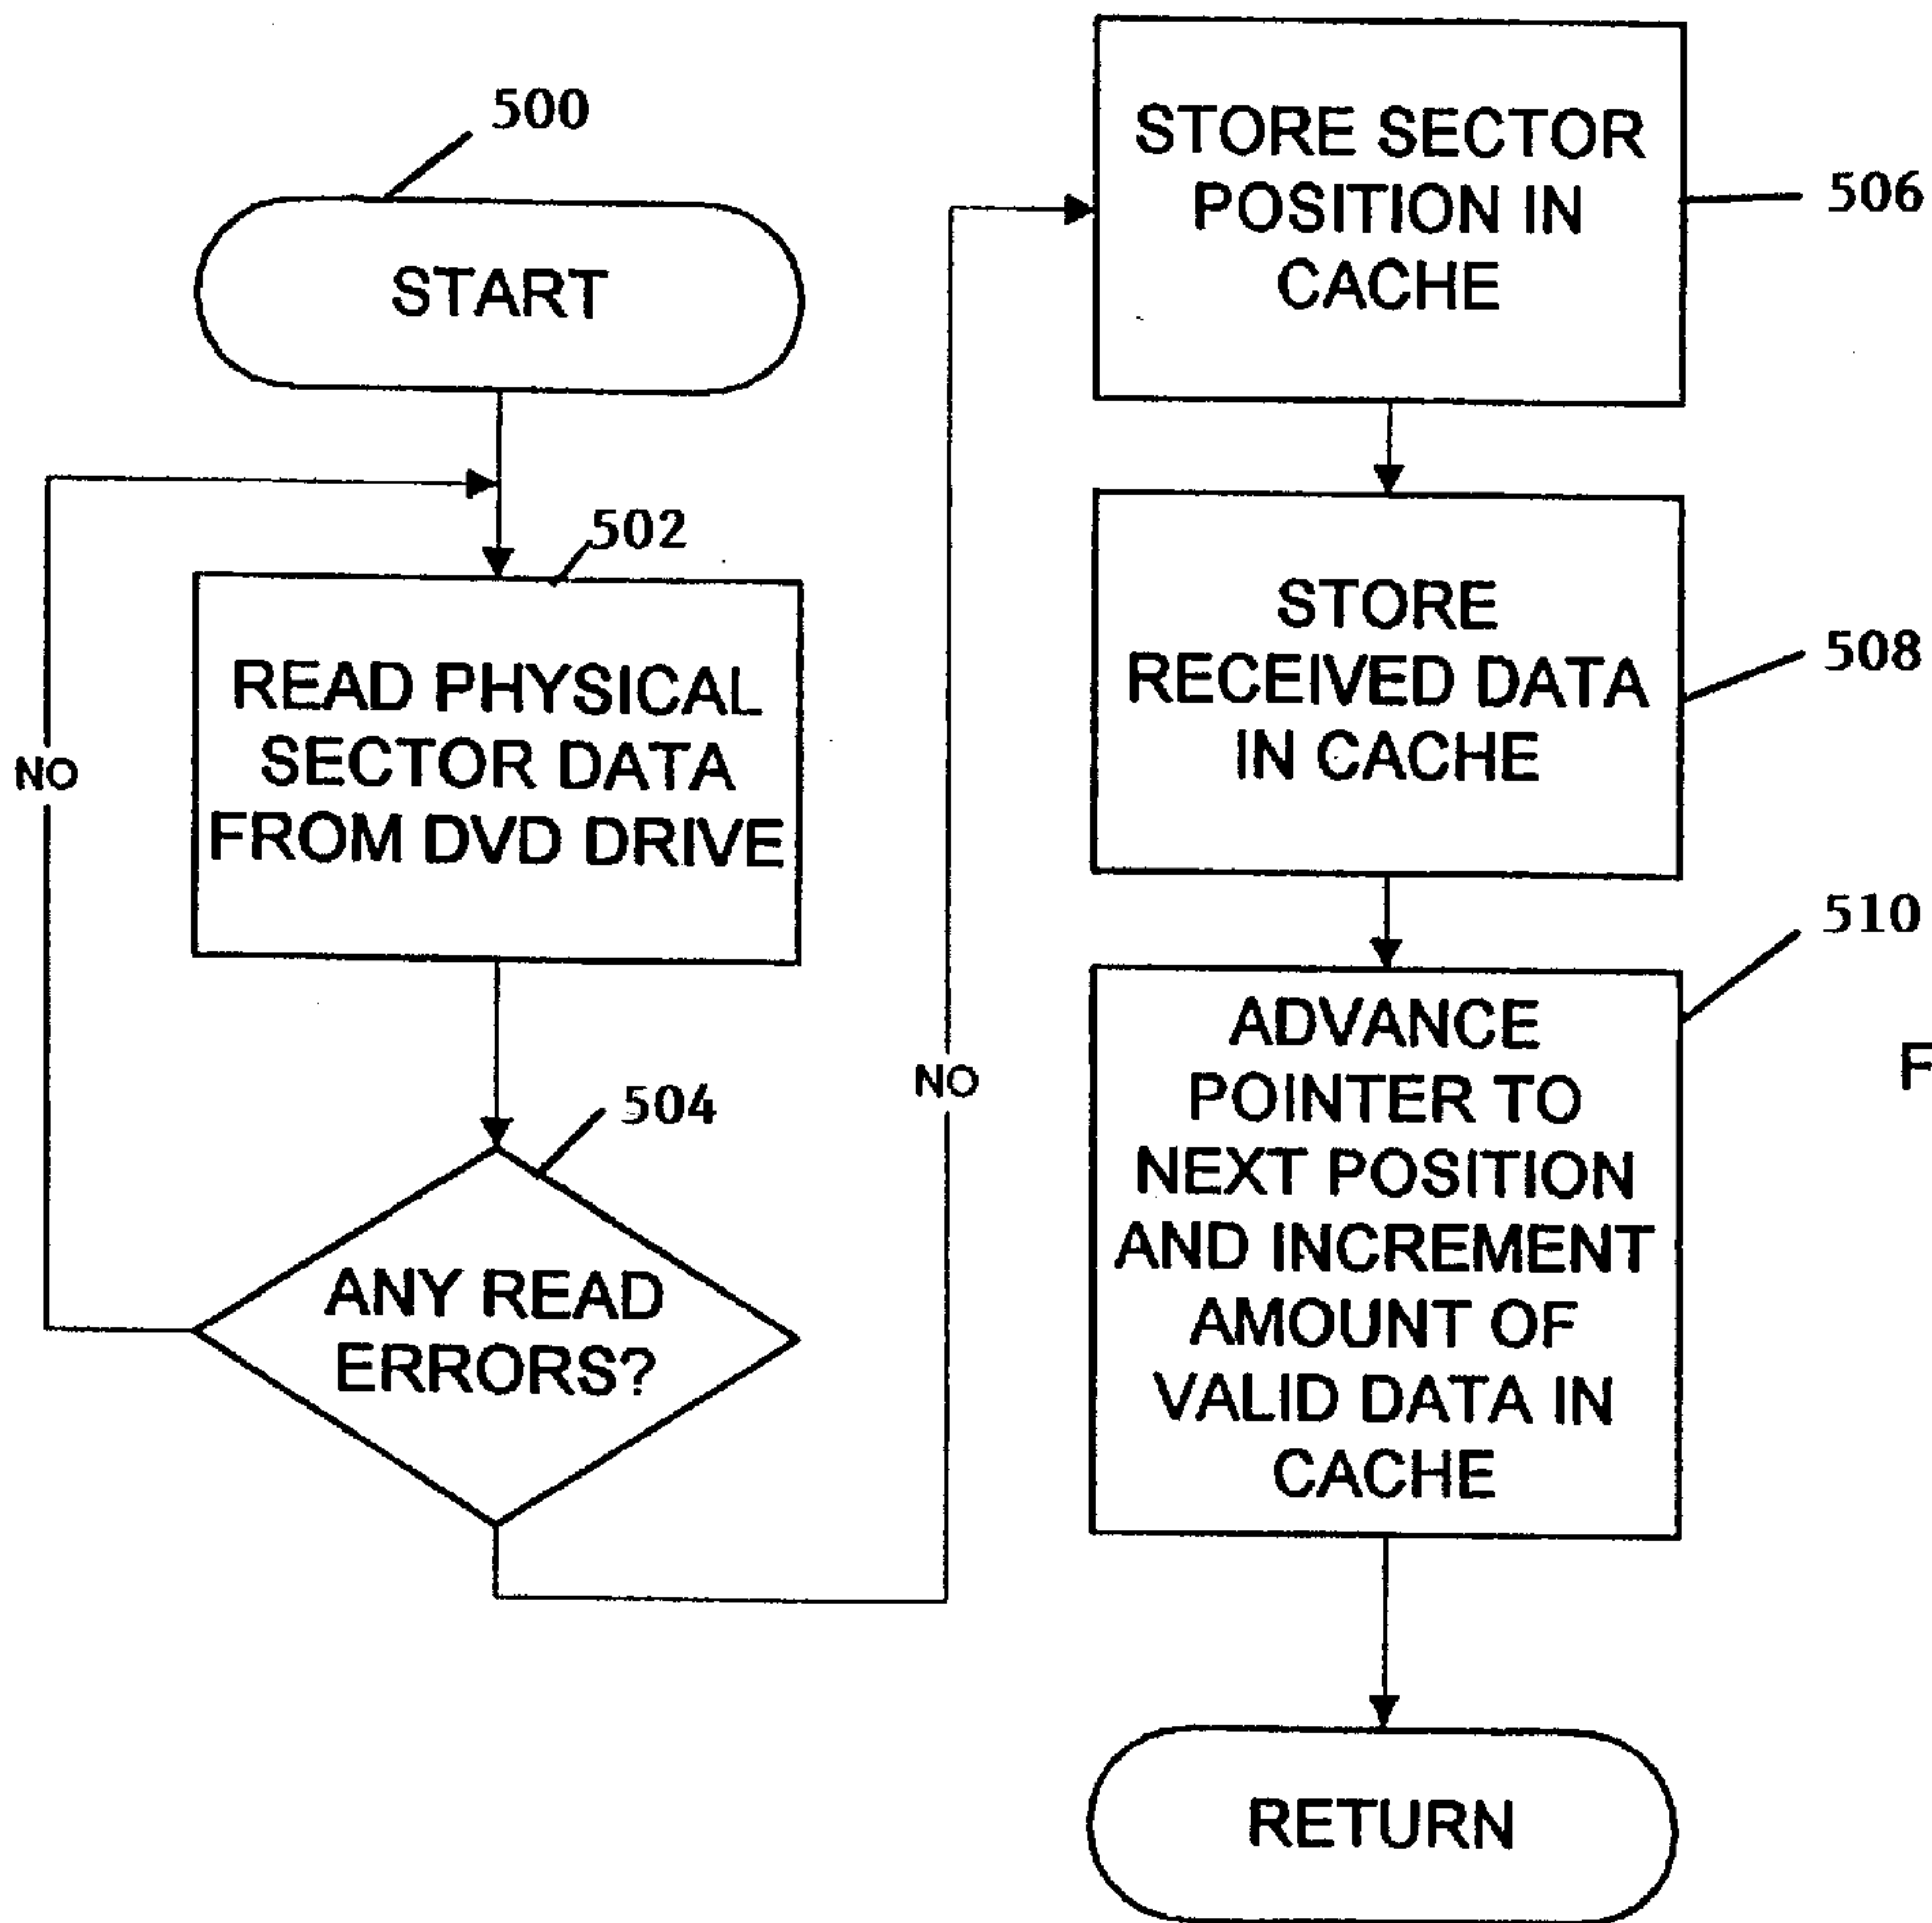 500
START
502
READ PHYSICAL
SECTOR DATA
FROM DVD DRIVE
NO
504
ANY READ
ERRORS?
NO
STORE SECTOR
POSITION IN
CACHE
506
STORE
RECEIVED DATA
IN CACHE
508
510
ADVANCE
POINTER TO
NEXT POSITION
AND INCREMENT
AMOUNT OF
VALID DATA IN
CACHE
F
RETURN